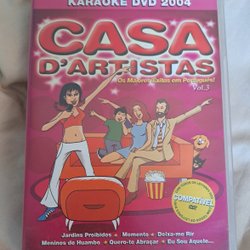 KARAOKE DVD 2004
CASA
D'ARTISTAS
Os Maiores Êxitos em Português!
Vol.3
COMPATÍVEL
Jardins Proibidos • Momento • Deixa-me Rir
Meninos de Huambo • Quero-te Abraçar • Eu Sou Aquele...